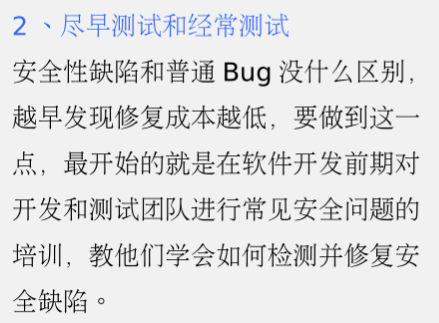 2 、尽早测试和经常测试
安全性缺陷和普通 Bug 没什么区别，
越早发现修复成本越低，要做到这一
点，最开始的就是在软件开发前期对
开发和测试团队进行常见安全问题的
培训，教他们学会如何检测并修复安
全缺陷。